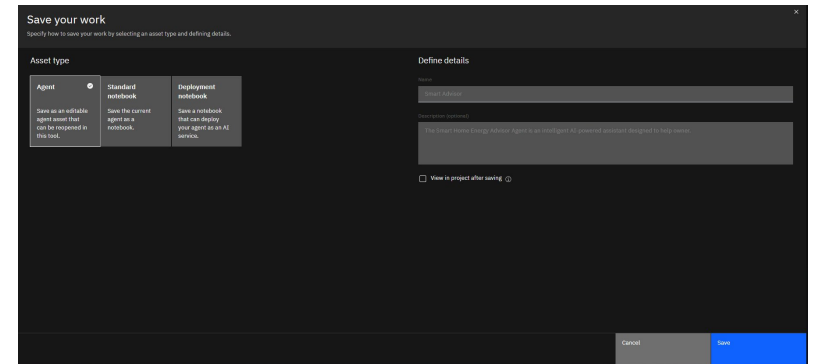 Save your work
Specify how to save your work by selecting an asset type and defining details.
Asset type
Agent
Save as an editable
agent asset that
can be reopened in
this tool.
Standard
notebook
Save the current
agent as a
notebook.
Deployment
notebook
Save a notebook
that can deploy
your agent as an AI
service.
Define details
Name
Smart Advisor
Description (optional)
The Smart Home Energy Advisor Agent is an intelligent AI powered assistant designed to help owner.
View in project after saving
Cancel
Save